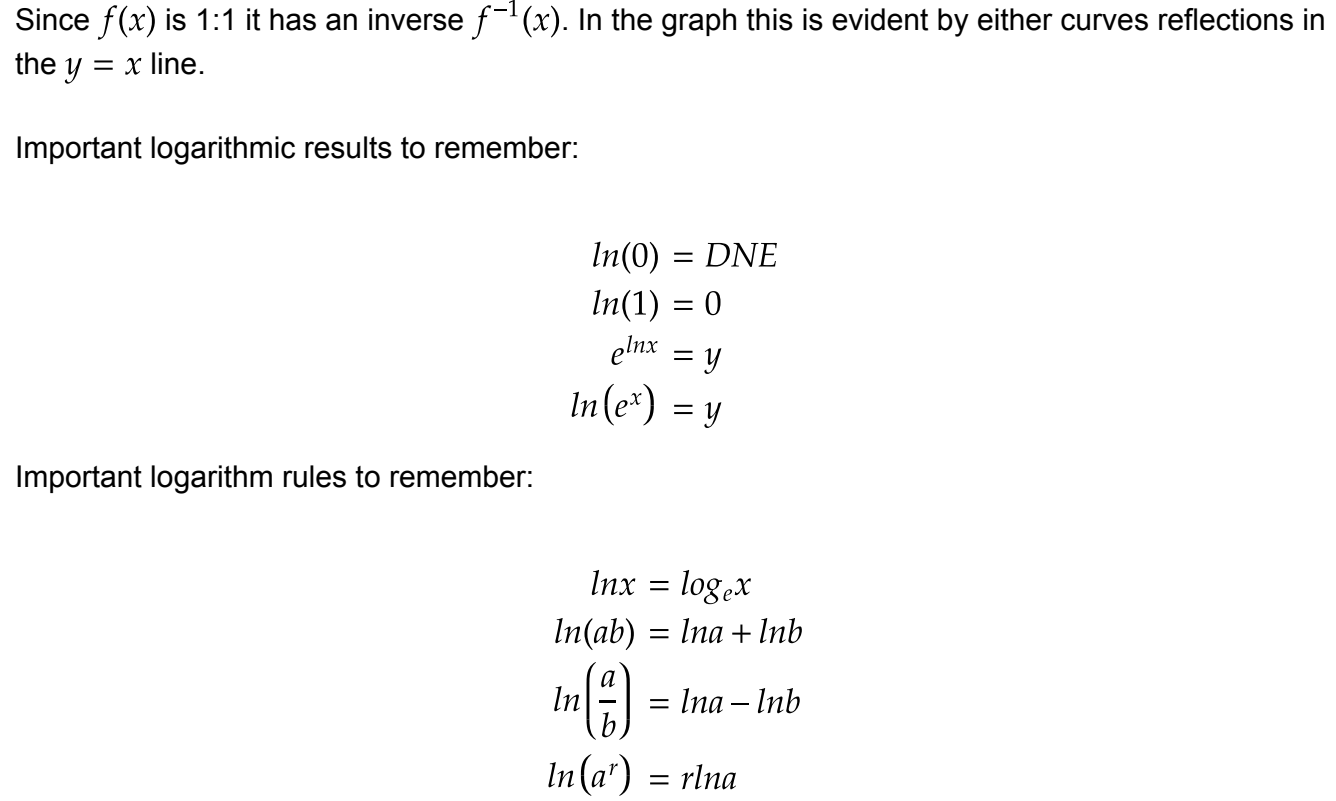 Since f(x) is 1:1 it has an inverse f⁻¹(x). In the graph this is evident by either curves reflections in
the y = x line.
Important logarithmic results to remember:
ln(0) = DNE
ln(1) = 0
e^{lnx} = y
ln(e^x) = y
Important logarithm rules to remember:
lnx = log_e x
ln(ab) = lna + lnb
ln(a/b) = lna – lnb
ln(a^r) = rlna